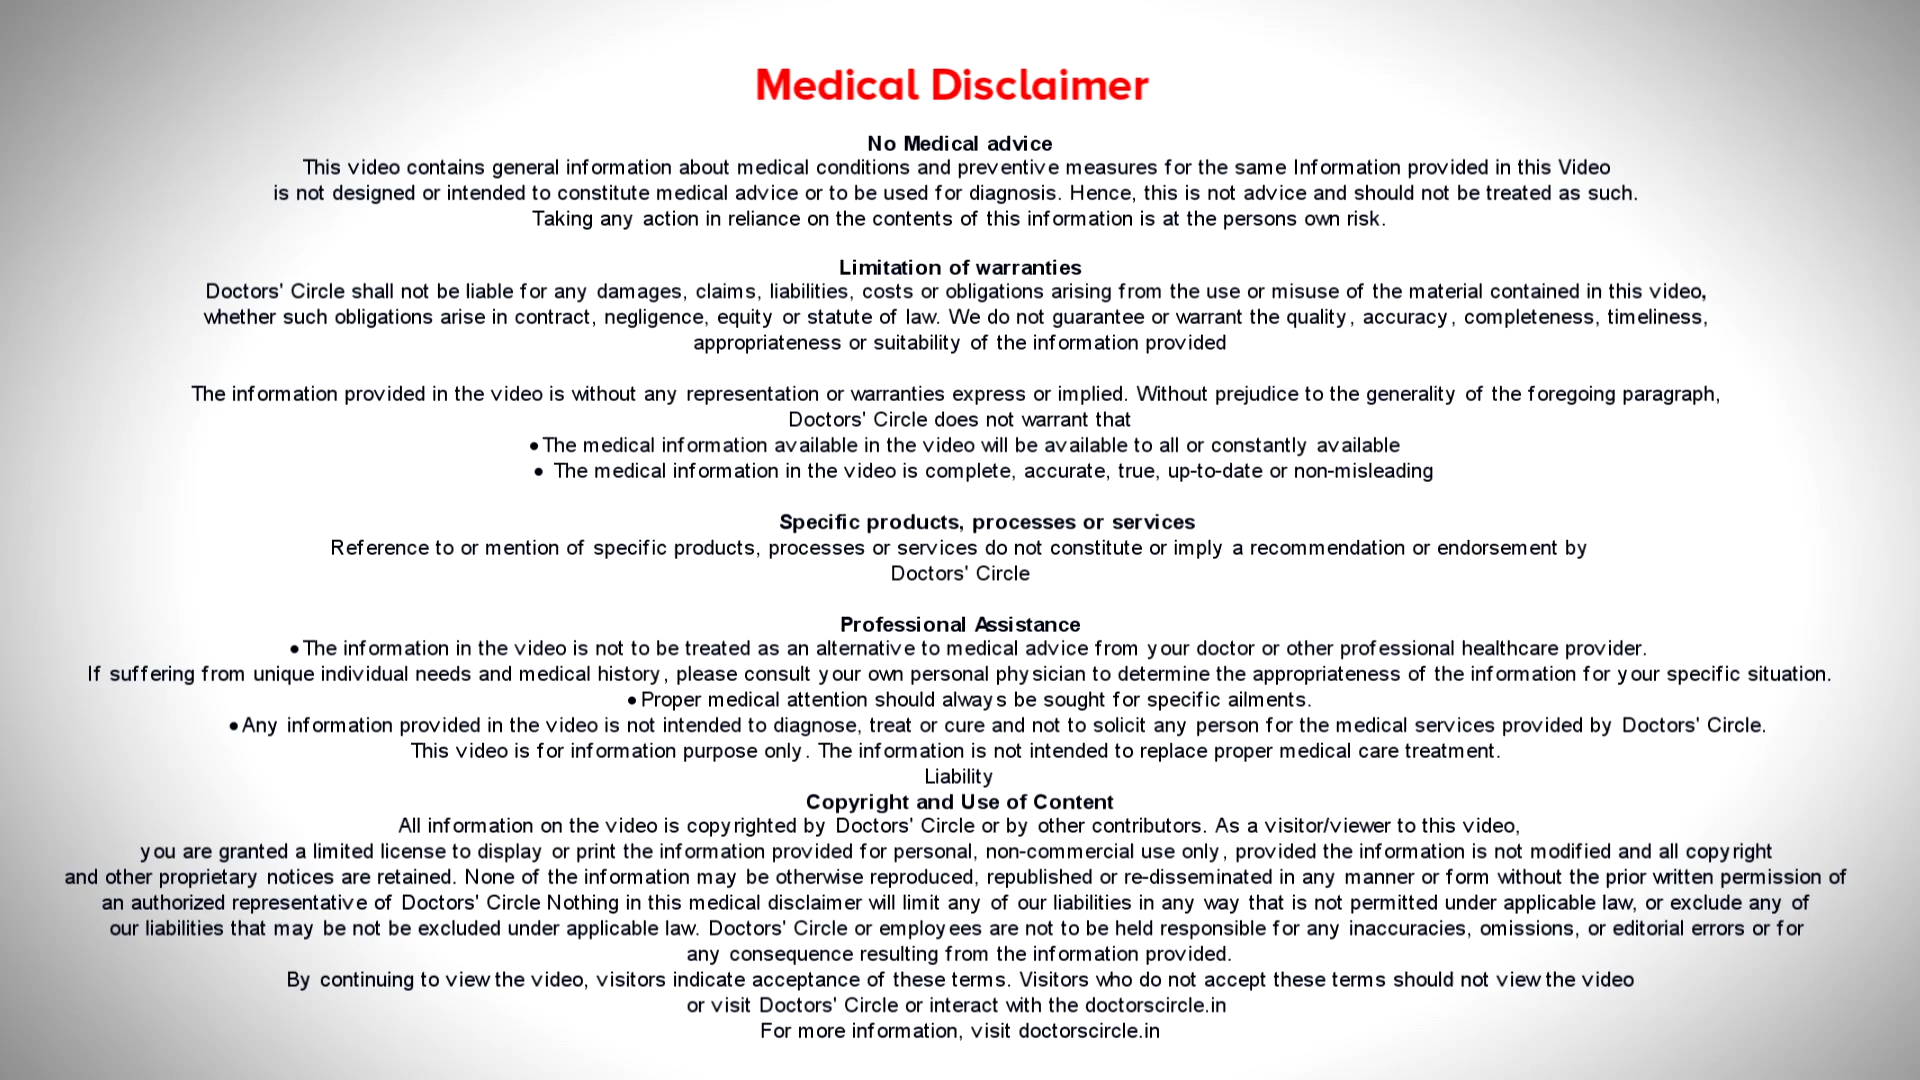 Medical Disclaimer
No Medical advice
This video contains general information about medical conditions and preventive measures for the same Information provided in this Video
is not designed or intended to constitute medical advice or to be used for diagnosis. Hence, this is not advice and should not be treated as such.
Taking any action in reliance on the contents of this information is at the persons own risk.
Limitation of warranties
Doctors' Circle shall not be liable for any damages, claims, liabilities, costs or obligations arising from the use or misuse of the material contained in this video,
whether such obligations arise in contract, negligence, equity or statute of law. We do not guarantee or warrant the quality, accuracy, completeness, timeliness,
appropriateness or suitability of the information provided
The information provided in the video is without any representation or warranties express or implied. Without prejudice to the generality of the foregoing paragraph,
Doctors' Circle does not warrant that
• The medical information available in the video will be available to all or constantly available
• The medical information in the video is complete, accurate, true, up-to-date or non-misleading
Specific products, processes or services
Reference to or mention of specific products, processes or services do not constitute or imply a recommendation or endorsement by
Doctors' Circle
Professional Assistance
• The information in the video is not to be treated as an alternative to medical advice from your doctor or other professional healthcare provider.
If suffering from unique individual needs and medical history, please consult your own personal physician to determine the appropriateness of the information for your specific situation.
• Proper medical attention should always be sought for specific ailments.
• Any information provided in the video is not intended to diagnose, treat or cure and not to solicit any person for the medical services provided by Doctors' Circle.
This video is for information purpose only. The information is not intended to replace proper medical care treatment.
Liability
Copyright and Use of Content
All information on the video is copyrighted by Doctors' Circle or by other contributors. As a visitor/viewer to this video,
you are granted a limited license to display or print the information provided for personal, non-commercial use only, provided the information is not modified and all copyright
and other proprietary notices are retained. None of the information may be otherwise reproduced, republished or re-disseminated in any manner or form without the prior written permission of
an authorized representative of Doctors' Circle Nothing in this medical disclaimer will limit any of our liabilities in any way that is not permitted under applicable law, or exclude any of
our liabilities that may be not be excluded under applicable law. Doctors' Circle or employees are not to be held responsible for any inaccuracies, omissions, or editorial errors or for
any consequence resulting from the information provided.
By continuing to view the video, visitors indicate acceptance of these terms. Visitors who do not accept these terms should not view the video
or visit Doctors' Circle or interact with the doctorscircle.in
For more information, visit doctorscircle.in